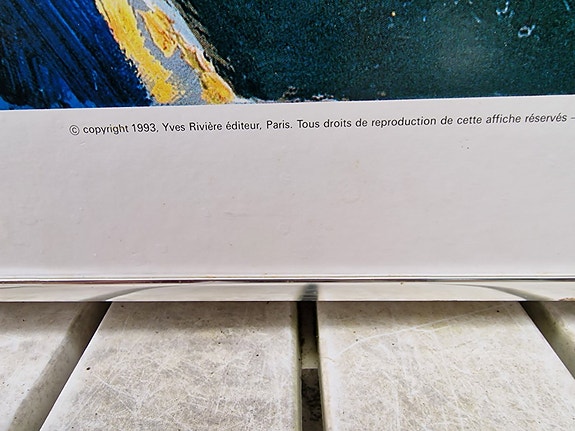 © copyright 1993, Yves Rivière éditeur, Paris. Tous droits de reproduction de cette affiche réservés –